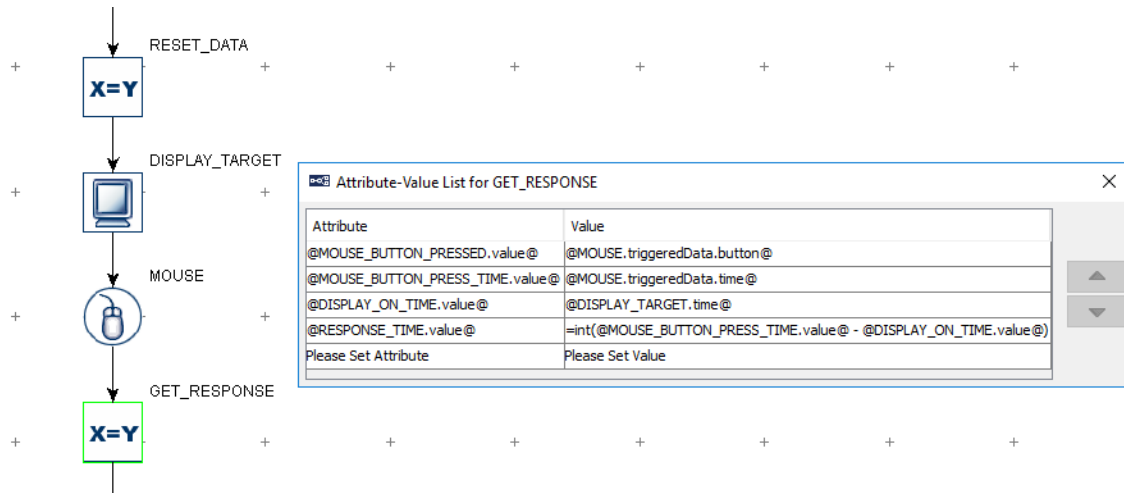 RESET_DATA
X=Y
DISPLAY_TARGET
Attribute-Value List for GET_RESPONSE
Attribute Value
@MOUSE_BUTTON_PRESSED.value@ @MOUSE.triggeredData.button@
@MOUSE_BUTTON_PRESS_TIME.value@ @MOUSE.triggeredData.time@
@DISPLAY_ON_TIME.value@ @DISPLAY_TARGET.time@
@RESPONSE_TIME.value@ =int(@MOUSE_BUTTON_PRESS_TIME.value@ - @DISPLAY_ON_TIME.value@)
Please Set Attribute Please Set Value
MOUSE
GET_RESPONSE
X=Y